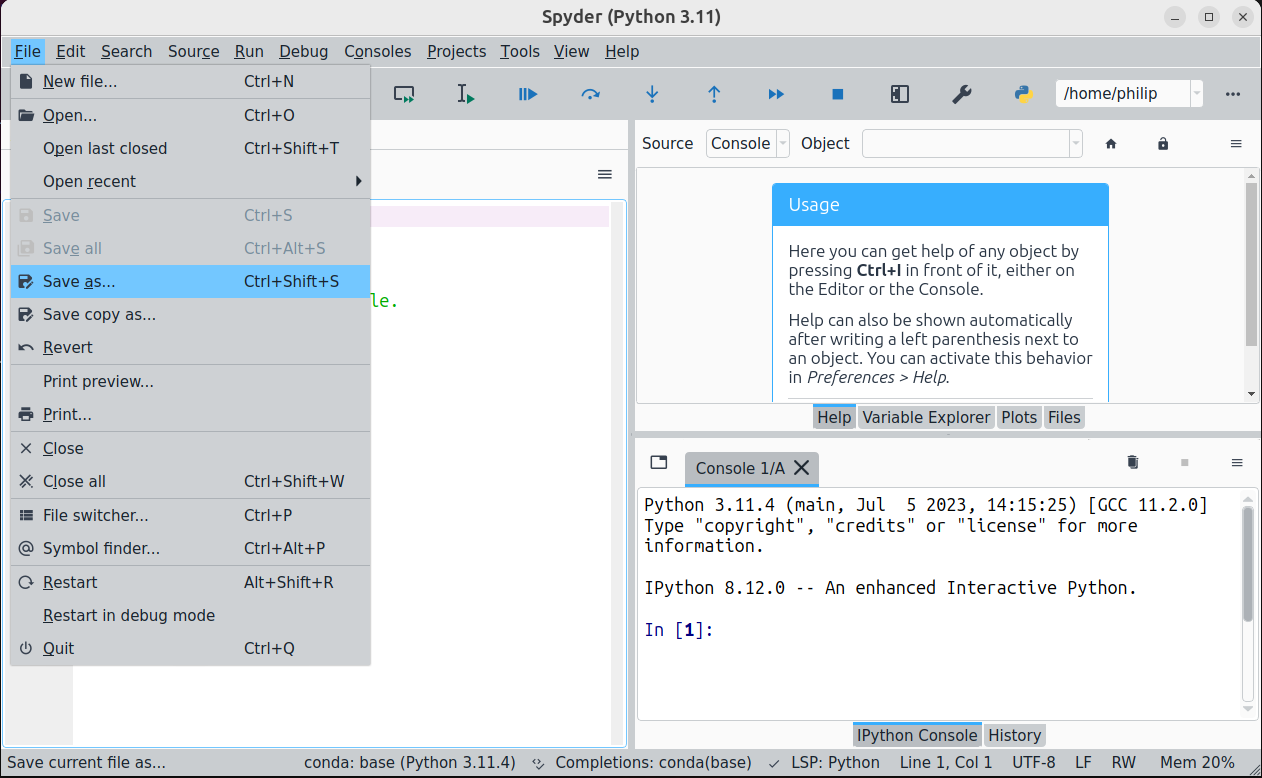 Spyder (Python 3.11)
File Edit Search Source Run Debug Consoles Projects Tools View Help
New file... Ctrl+N
Open... Ctrl+O
Open last closed Ctrl+Shift+T
Open recent
Save Ctrl+S
Save all Ctrl+Alt+S
Save as... Ctrl+Shift+S
Save copy as...
Revert
Print preview...
Print...
Close
Close all Ctrl+Shift+W
File switcher... Ctrl+P
Symbol finder... Ctrl+Alt+P
Restart Alt+Shift+R
Restart in debug mode
Quit Ctrl+Q
le.
/home/philip
Source Console Object
Usage
Here you can get help of any object by
pressing Ctrl+I in front of it, either on
the Editor or the Console.
Help can also be shown automatically
after writing a left parenthesis next to
an object. You can activate this behavior
in Preferences > Help.
Help Variable Explorer Plots Files
Console 1/A
Python 3.11.4 (main, Jul  5 2023, 14:15:25) [GCC 11.2.0]
Type "copyright", "credits" or "license" for more
information.
IPython 8.12.0 -- An enhanced Interactive Python.
In [1]:
IPython Console History
Save current file as... conda: base (Python 3.11.4) Completions: conda(base) LSP: Python Line 1, Col 1 UTF-8 LF RW Mem 20%